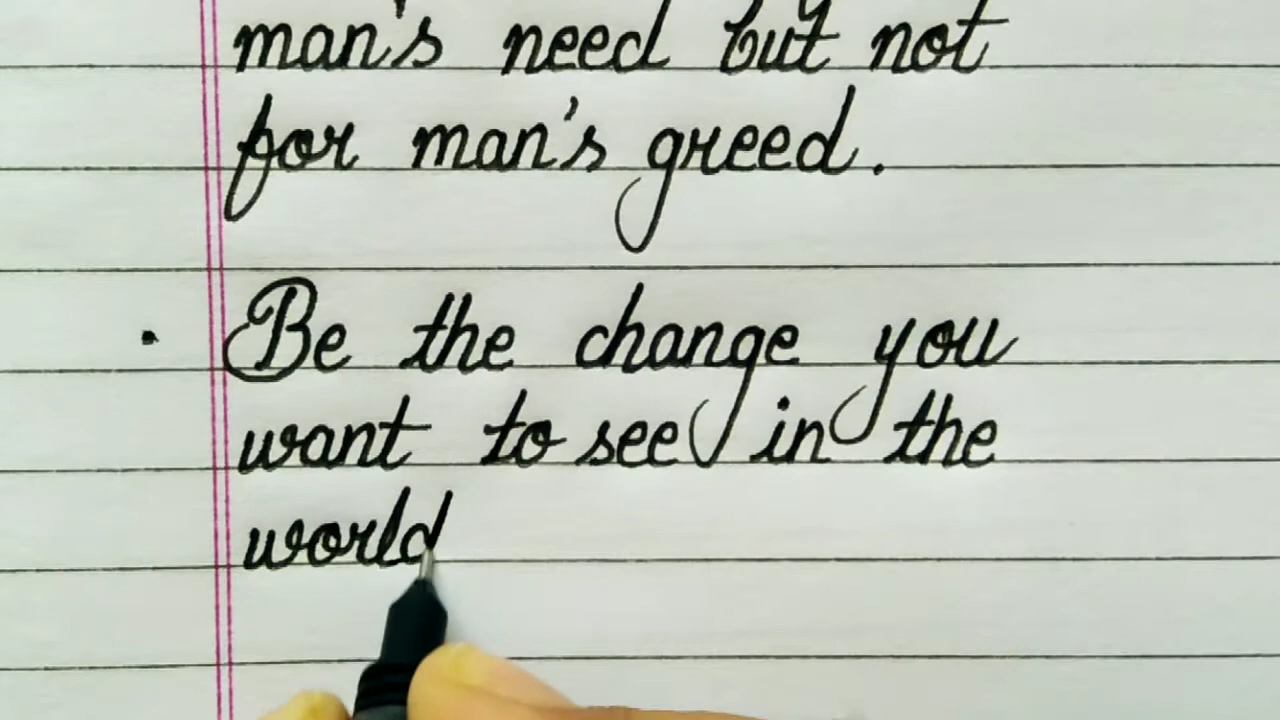 man's need but not
for man's greed.
• Be the change you
want to see in the
world